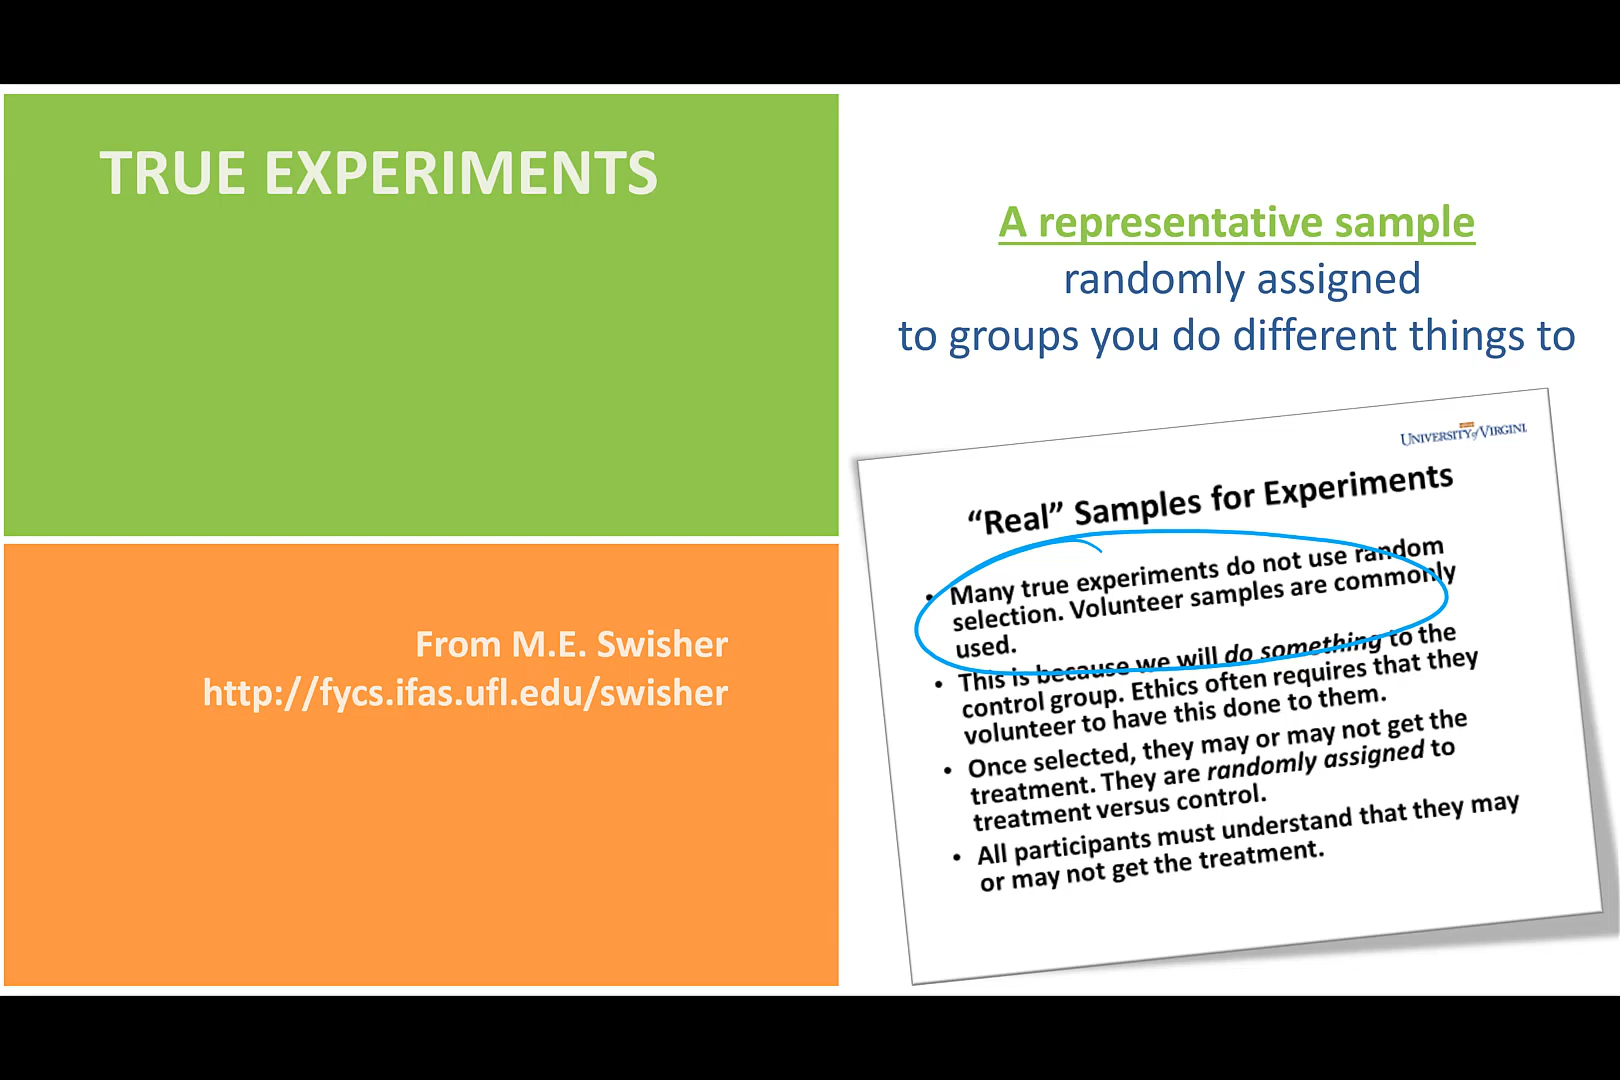 TRUE EXPERIMENTS
From M.E. Swisher
http://fycs.ifas.ufl.edu/swisher
A representative sample
randomly assigned
to groups you do different things to
UNIVERSITY of VIRGINI
“Real” Samples for Experiments
• Many true experiments do not use random
selection. Volunteer samples are commonly
used.
• This is because we will do something to the
control group. Ethics often requires that they
volunteer to have this done to them.
• Once selected, they may or may not get the
treatment. They are randomly assigned to
treatment versus control.
• All participants must understand that they may
or may not get the treatment.